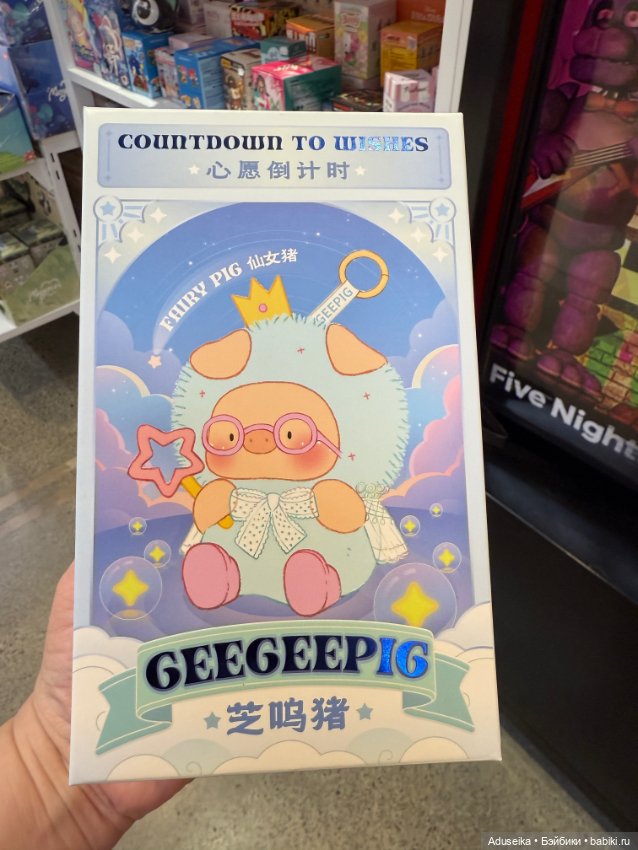 COUNTDOWN TO WISHES
心愿倒计时
FAIRY PIG 仙女猪
GEEPIG
GEEGEEPIG
芝呜猪
Five Night
Aduseika • Бэйбики • babiki.ru